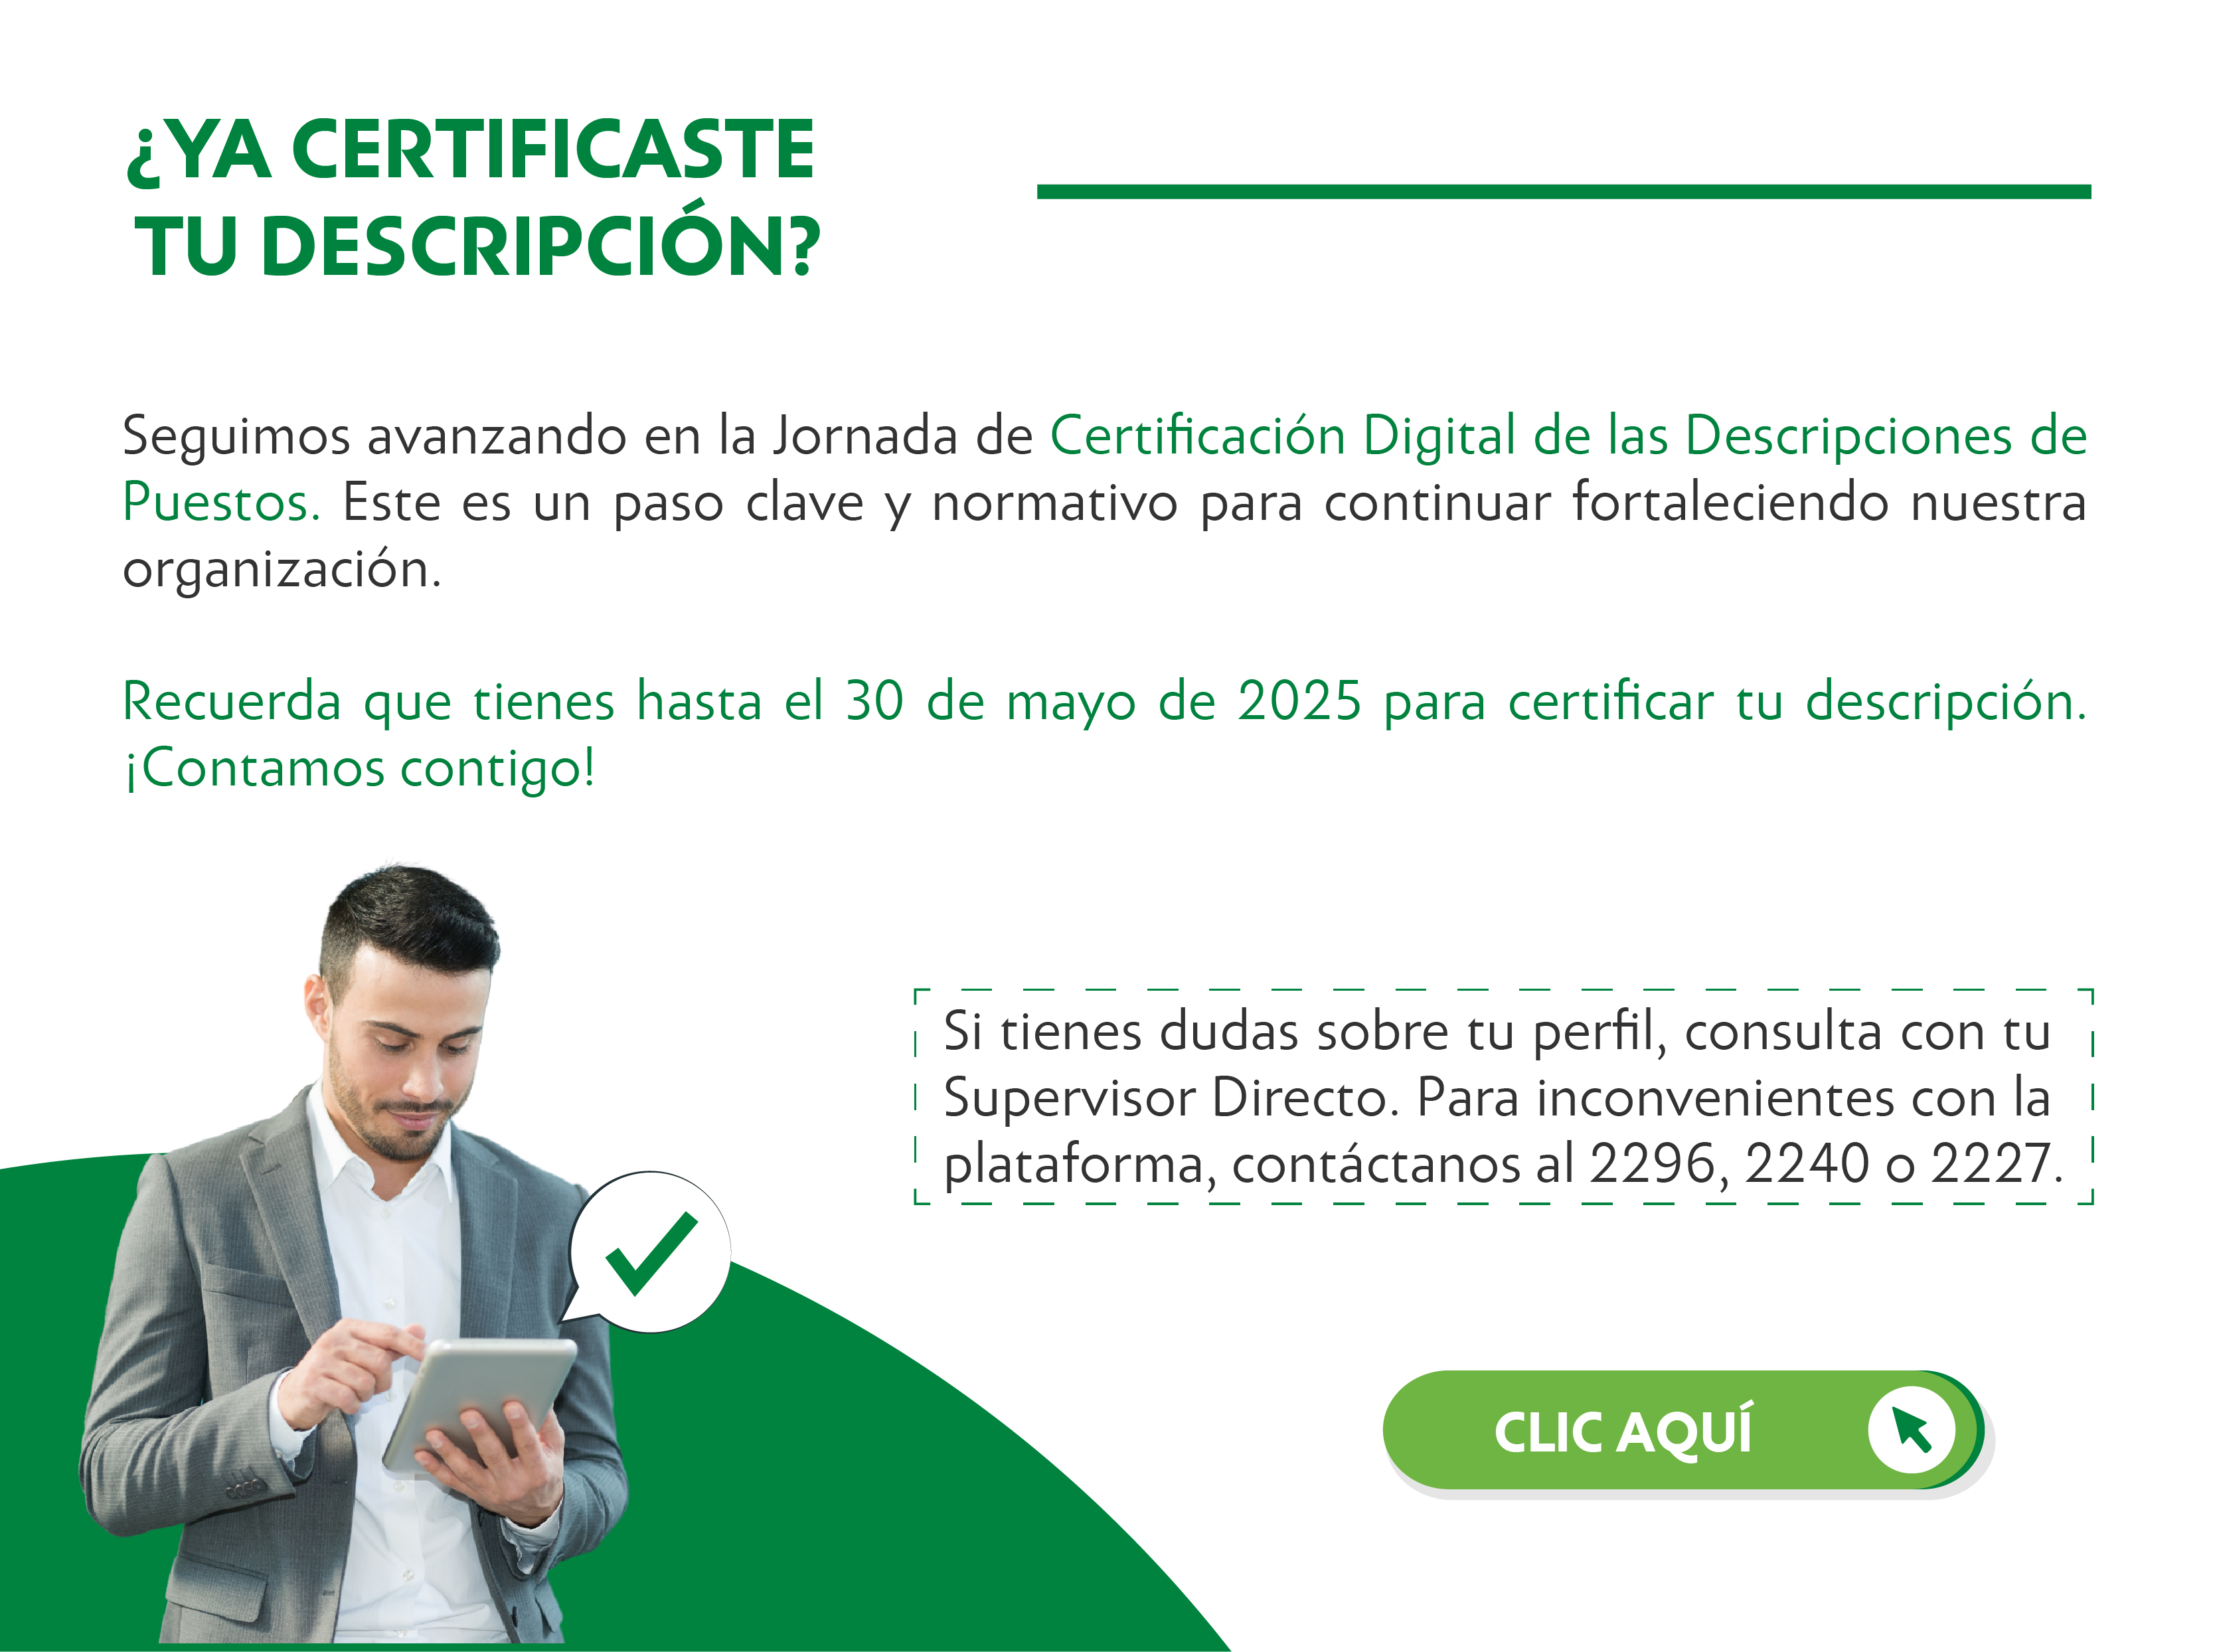 ¿YA CERTIFICASTE
TU DESCRIPCIÓN?
Seguimos avanzando en la Jornada de Certificación Digital de las Descripciones de
Puestos. Este es un paso clave y normativo para continuar fortaleciendo nuestra
organización.
Recuerda que tienes hasta el 30 de mayo de 2025 para certificar tu descripción.
¡Contamos contigo!
Si tienes dudas sobre tu perfil, consulta con tu
Supervisor Directo. Para inconvenientes con la
plataforma, contáctanos al 2296, 2240 o 2227.
CLIC AQUÍ